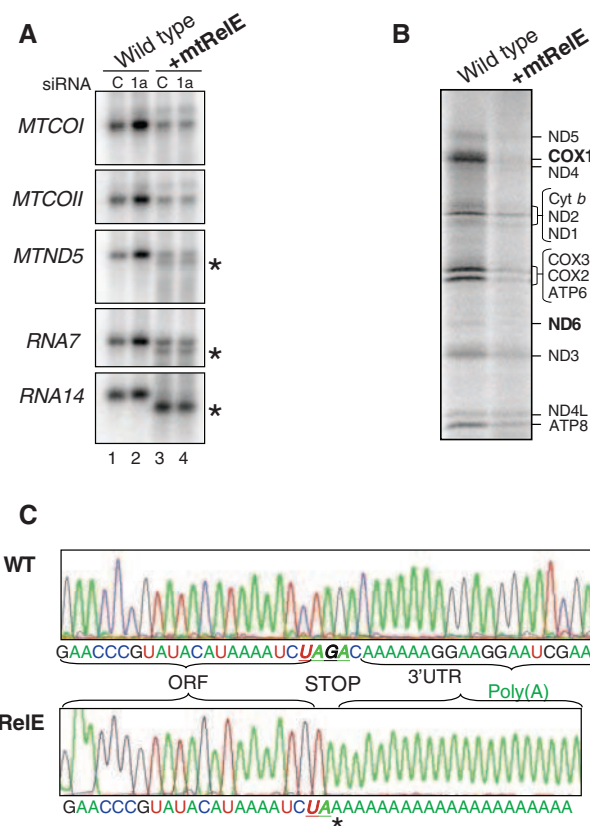 A
Wild type +mtRelE
siRNA C 1a C 1a
MTCOI
MTCOII
MTND5 *
RNA7 *
RNA14 *
1 2 3 4
B
Wild type +mtRelE
ND5
COX1
ND4
Cyt b
ND2
ND1
COX3
COX2
ATP6
ND6
ND3
ND4L
ATP8
C
WT
GAACCCGUAUACAUAAAAUCUAGACAAAAAAGGAAGGAAUCGAA
ORF STOP 3'UTR
Poly(A)
RelE
GAACCCGUAUACAUAAAAUCUAAAAAAAAAAAAAAAAAAAAA
*